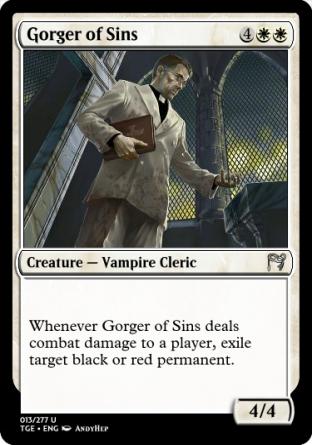 Gorger of Sins 4
Creature — Vampire Cleric
Whenever Gorger of Sins deals
combat damage to a player, exile
target black or red permanent.
4/4
013/277 U
TGE • ENG AndyHep